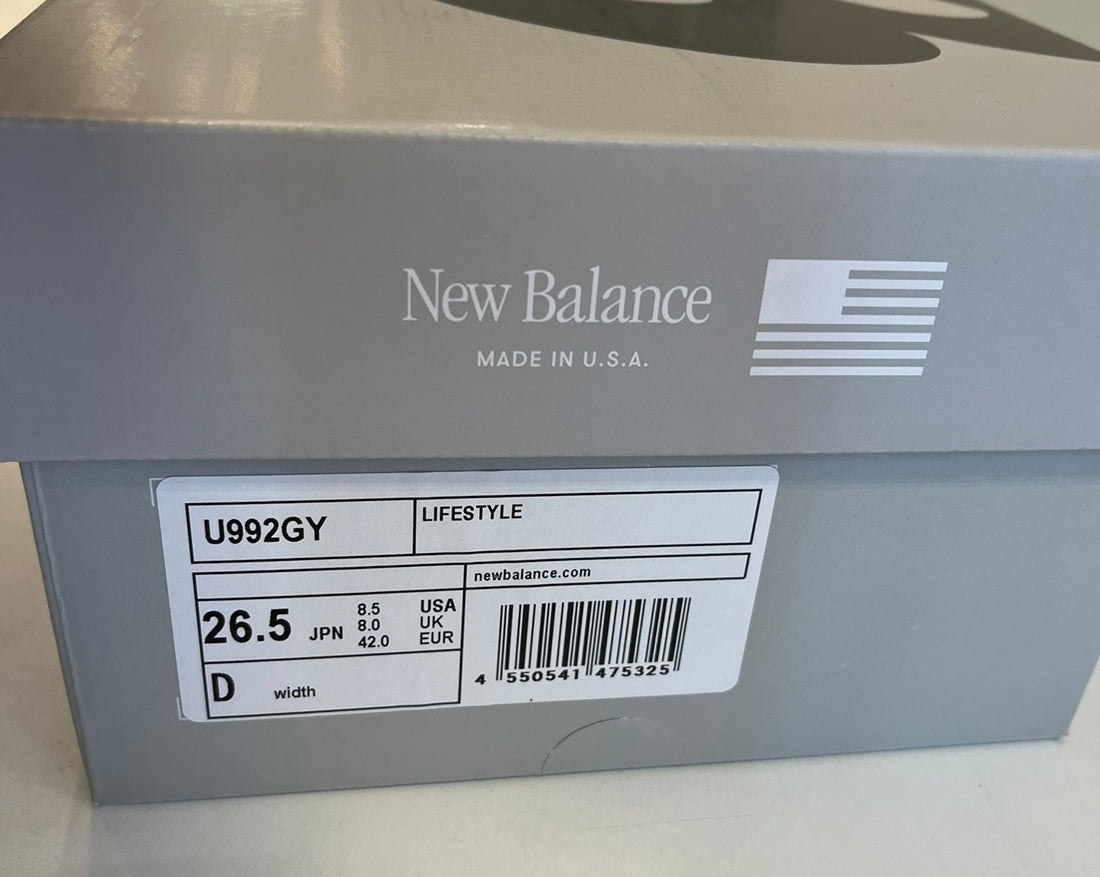 New Balance
MADE IN U.S.A.
U992GY
LIFESTYLE
newbalance.com
26.5 JPN
8.5 USA
8.0 UK
42.0 EUR
D width
4 550541 475325